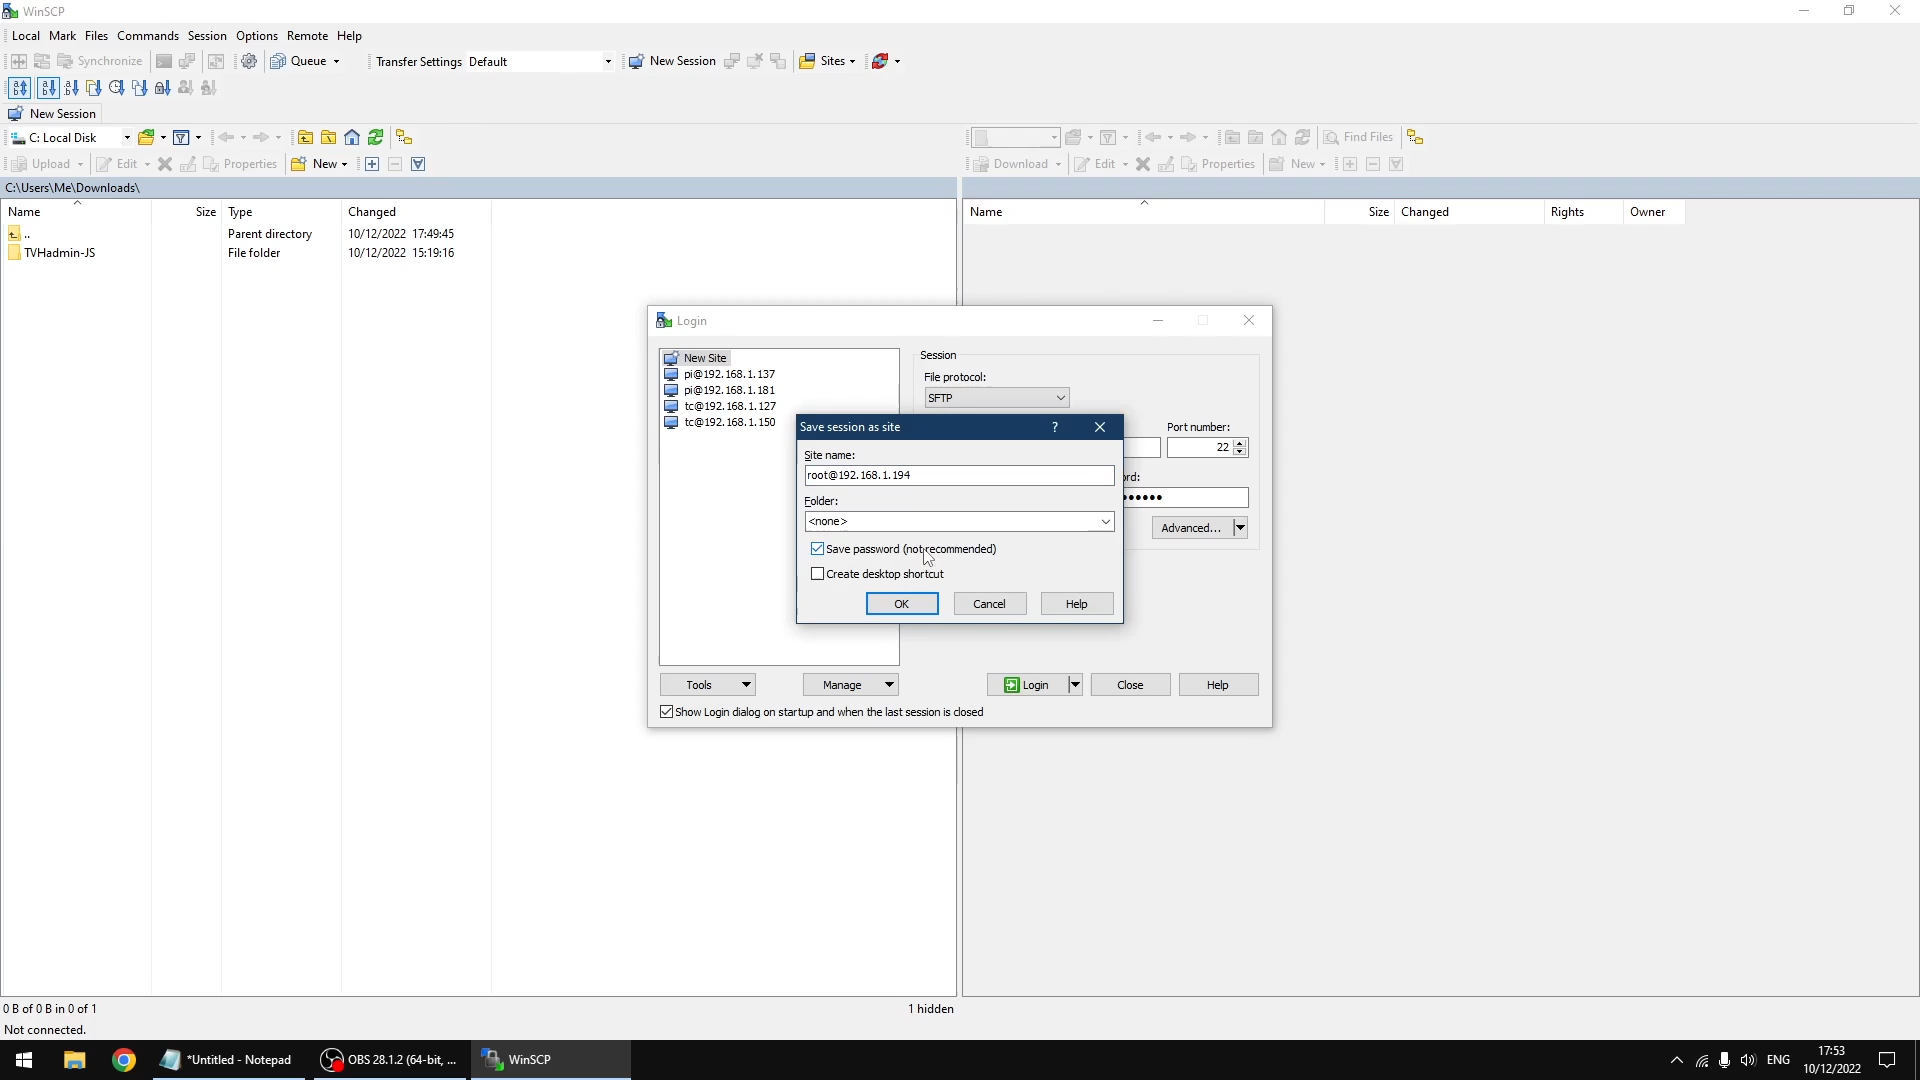 WinSCP
Local Mark Files Commands Session Options Remote Help
Synchronize Queue Transfer Settings Default New Session Sites
New Session
C: Local Disk Find Files
Upload Edit Properties New Download Edit Properties New
C:\Users\Me\Downloads\
Name Size Type Changed Name Size Changed Rights Owner
.. Parent directory 10/12/2022 17:49:45
TVHadmin-JS File folder 10/12/2022 15:19:16
Login
New Site
pi@192.168.1.137
pi@192.168.1.181
tc@192.168.1.127
tc@192.168.1.150
Session
File protocol:
SFTP
Port number:
22
ord:
Advanced...
Save session as site
Site name:
root@192.168.1.194
Folder:
<none>
Save password (not recommended)
Create desktop shortcut
OK Cancel Help
Tools Manage Login Close Help
Show Login dialog on startup and when the last session is closed
0 B of 0 B in 0 of 1 1 hidden
Not connected.
*Untitled - Notepad OBS 28.1.2 (64-bit, ... WinSCP ENG 17:53
10/12/2022